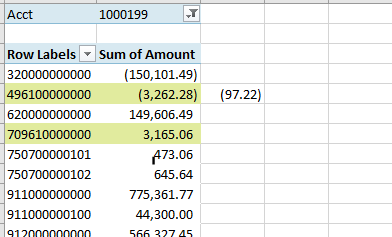 Acct 1000199
Row Labels Sum of Amount
320000000000 (150,101.49)
496100000000 (3,262.28) (97.22)
620000000000 149,606.49
709610000000 3,165.06
750700000101 473.06
750700000102 645.64
911000000000 775,361.77
911000000100 44,300.00
912000000000 566,327.45